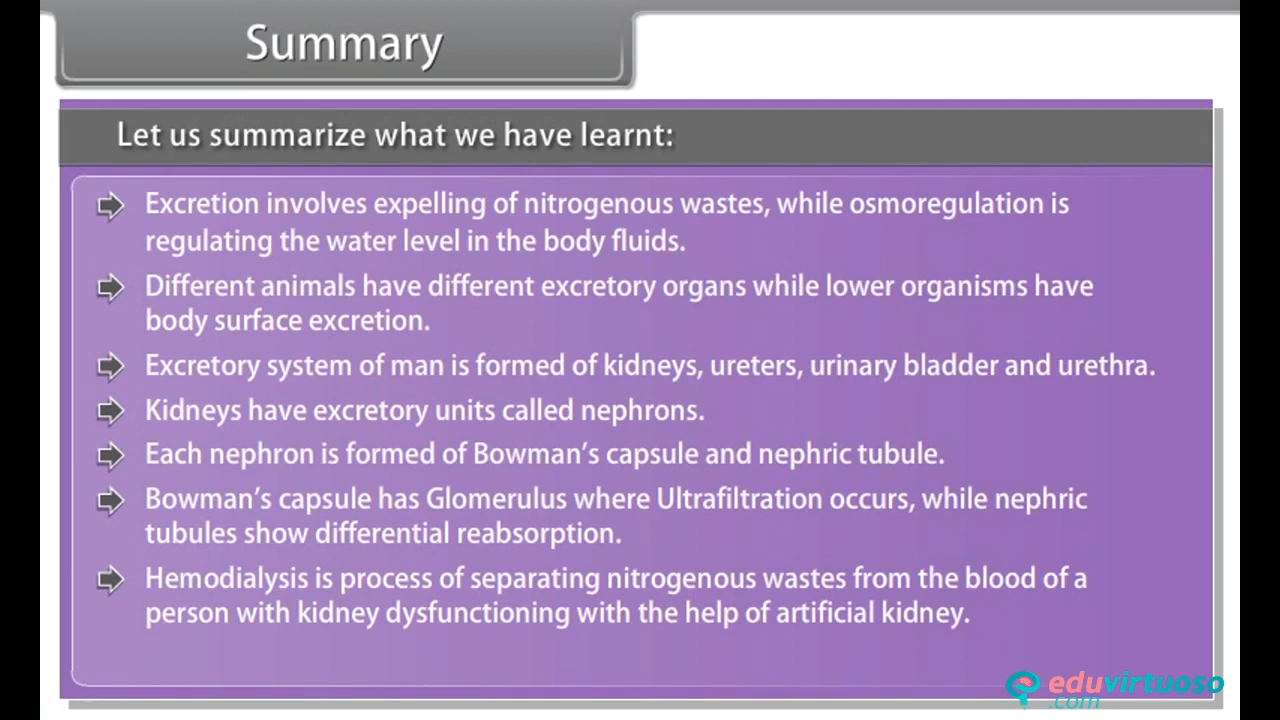 Summary
Let us summarize what we have learnt:
Excretion involves expelling of nitrogenous wastes, while osmoregulation is
regulating the water level in the body fluids.
Different animals have different excretory organs while lower organisms have
body surface excretion.
Excretory system of man is formed of kidneys, ureters, urinary bladder and urethra.
Kidneys have excretory units called nephrons.
Each nephron is formed of Bowman's capsule and nephric tubule.
Bowman's capsule has Glomerulus where Ultrafiltration occurs, while nephric
tubules show differential reabsorption.
Hemodialysis is process of separating nitrogenous wastes from the blood of a
person with kidney dysfunctioning with the help of artificial kidney.
eduvirtuoso
.com